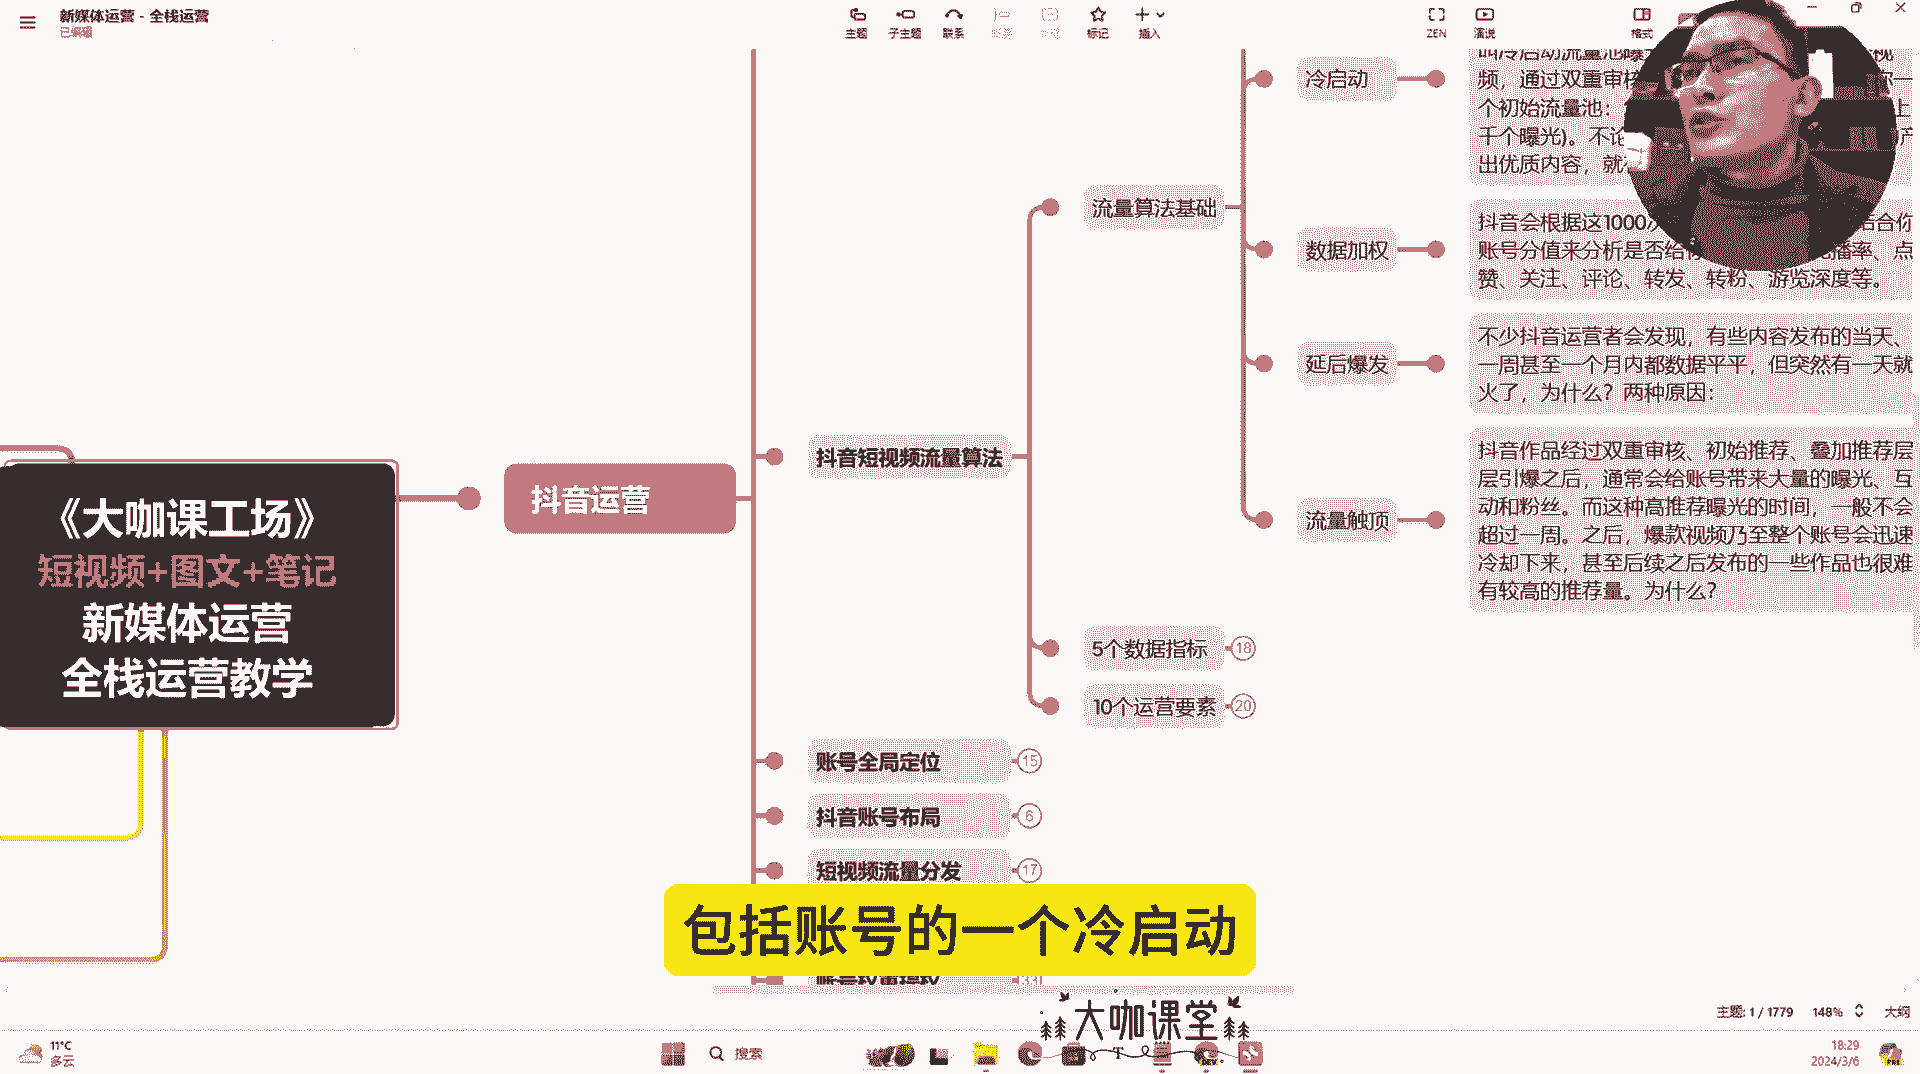 新媒体运营 - 全栈运营
已编辑
主题
子主题
联系
标记
插入
ZEN
演说
格式
冷启动
频，通过双重审核
个初始流量池：
千个曝光)。不论
出优质内容，就
流量算法基础
数据加权
账号分值来分析是否给你
播率、点
赞、关注、评论、转发、转粉、游览深度等。
延后爆发
不少抖音运营者会发现，有些内容发布的当天、
一周甚至一个月内都数据平平，但突然有一天就
火了，为什么？两种原因：
抖音短视频流量算法
抖音运营
流量触顶
抖音作品经过双重审核、初始推荐、叠加推荐层
层引爆之后，通常会给账号带来大量的曝光、互
动和粉丝。而这种高推荐曝光的时间，一般不会
超过一周。之后，爆款视频乃至整个账号会迅速
冷却下来，甚至后续之后发布的一些作品也很难
有较高的推荐量。为什么？
《大咖课工场》
短视频+图文+笔记
新媒体运营
全栈运营教学
5个数据指标 18
10个运营要素 20
账号全局定位 15
抖音账号布局 6
短视频流量分发 17
包括账号的一个冷启动
大咖课堂
主题: 1 / 1779 148% 大纲
11°C
多云
搜索
18:29
2024/3/6